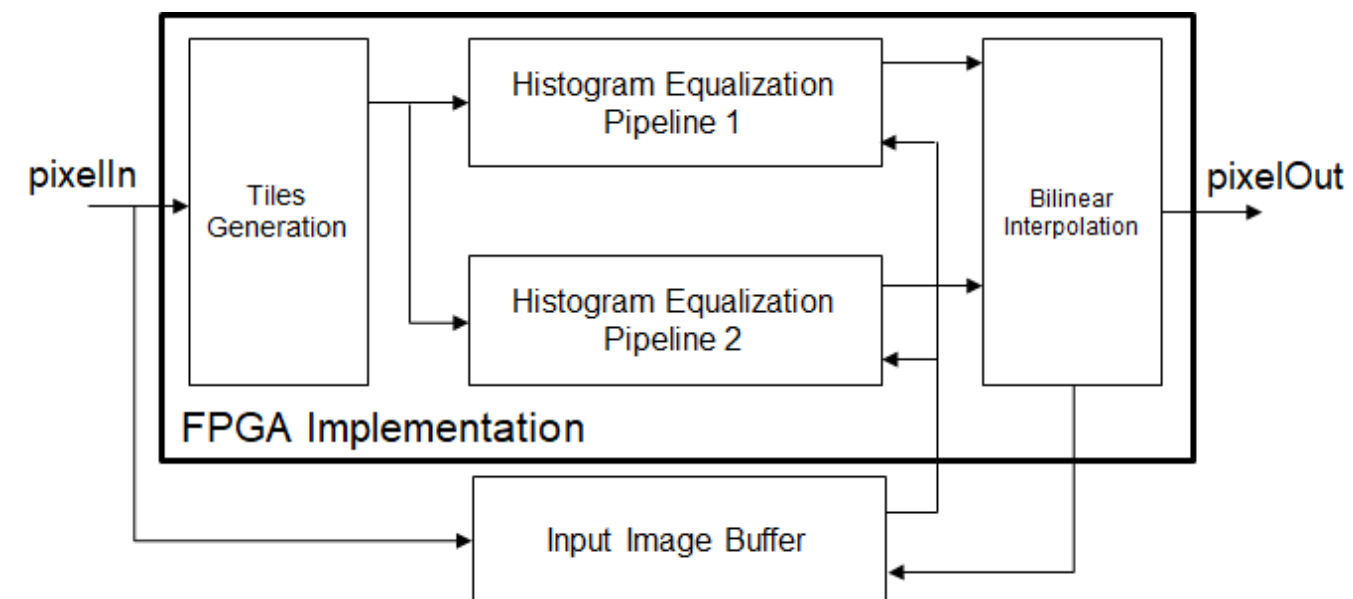 Histogram Equalization
Pipeline 1
pixelIn
Tiles
Generation
Bilinear
Interpolation
pixelOut
Histogram Equalization
Pipeline 2
FPGA Implementation
Input Image Buffer